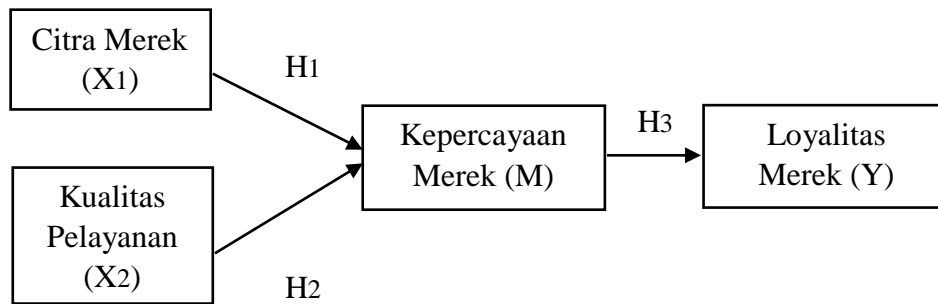 Citra Merek
(X1)
H1
Kepercayaan
Merek (M)
H3
Loyalitas
Merek (Y)
Kualitas
Pelayanan
(X2)
H2